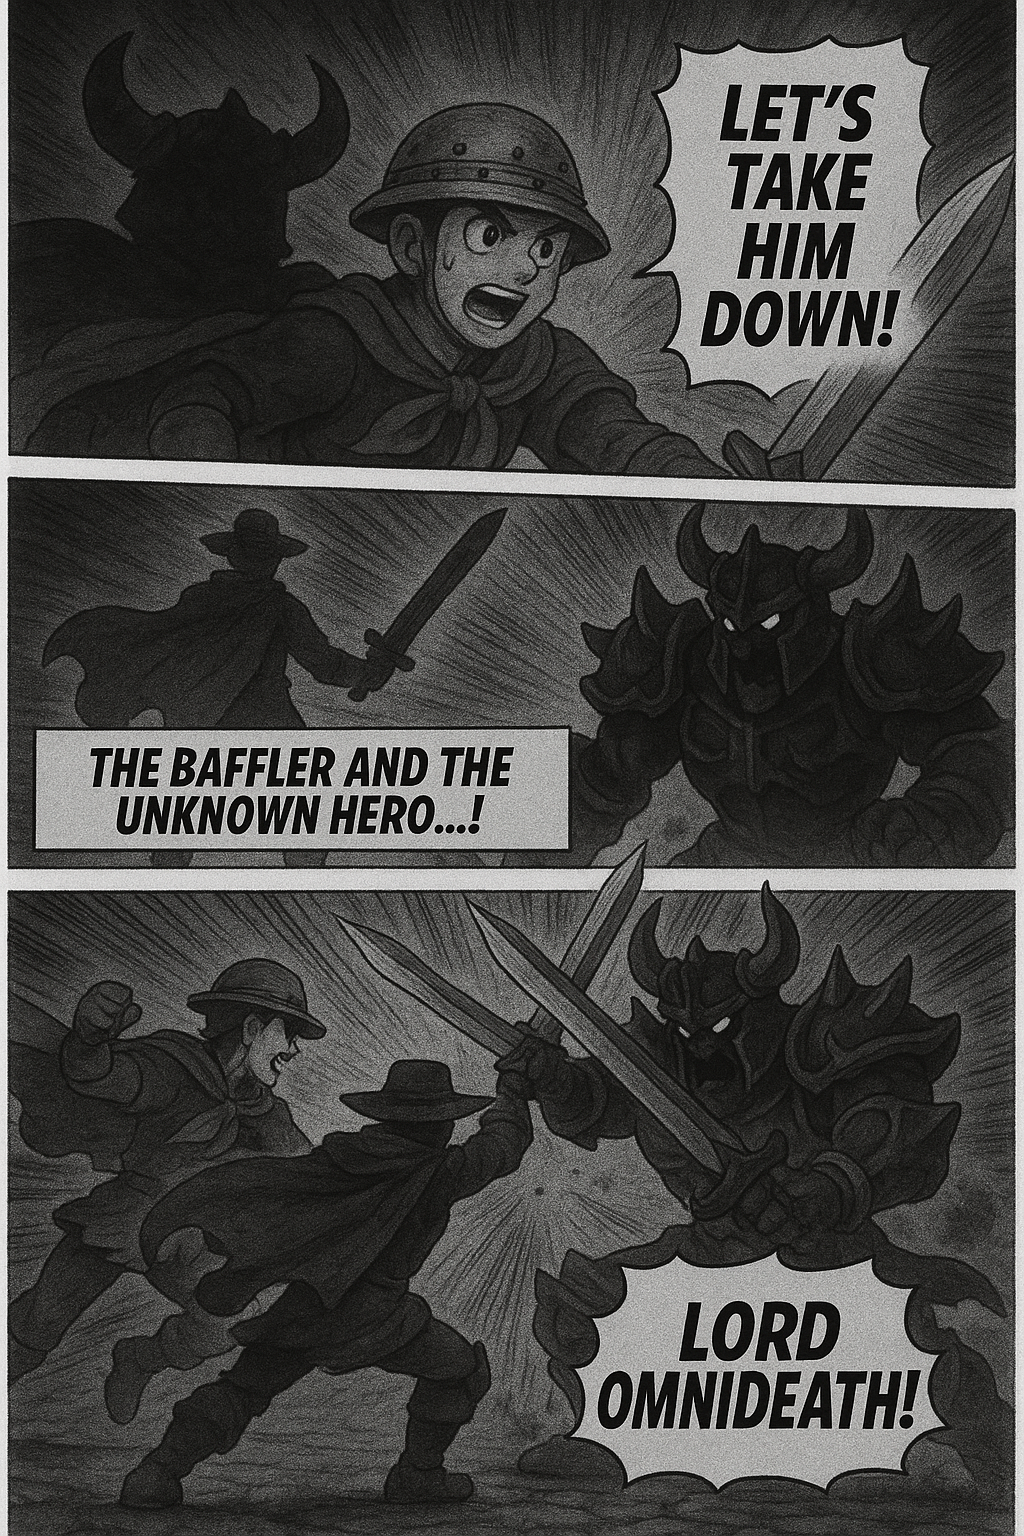 LET'S
TAKE
HIM
DOWN!
THE BAFFLER AND THE
UNKNOWN HERO...!
LORD
OMNIDEATH!